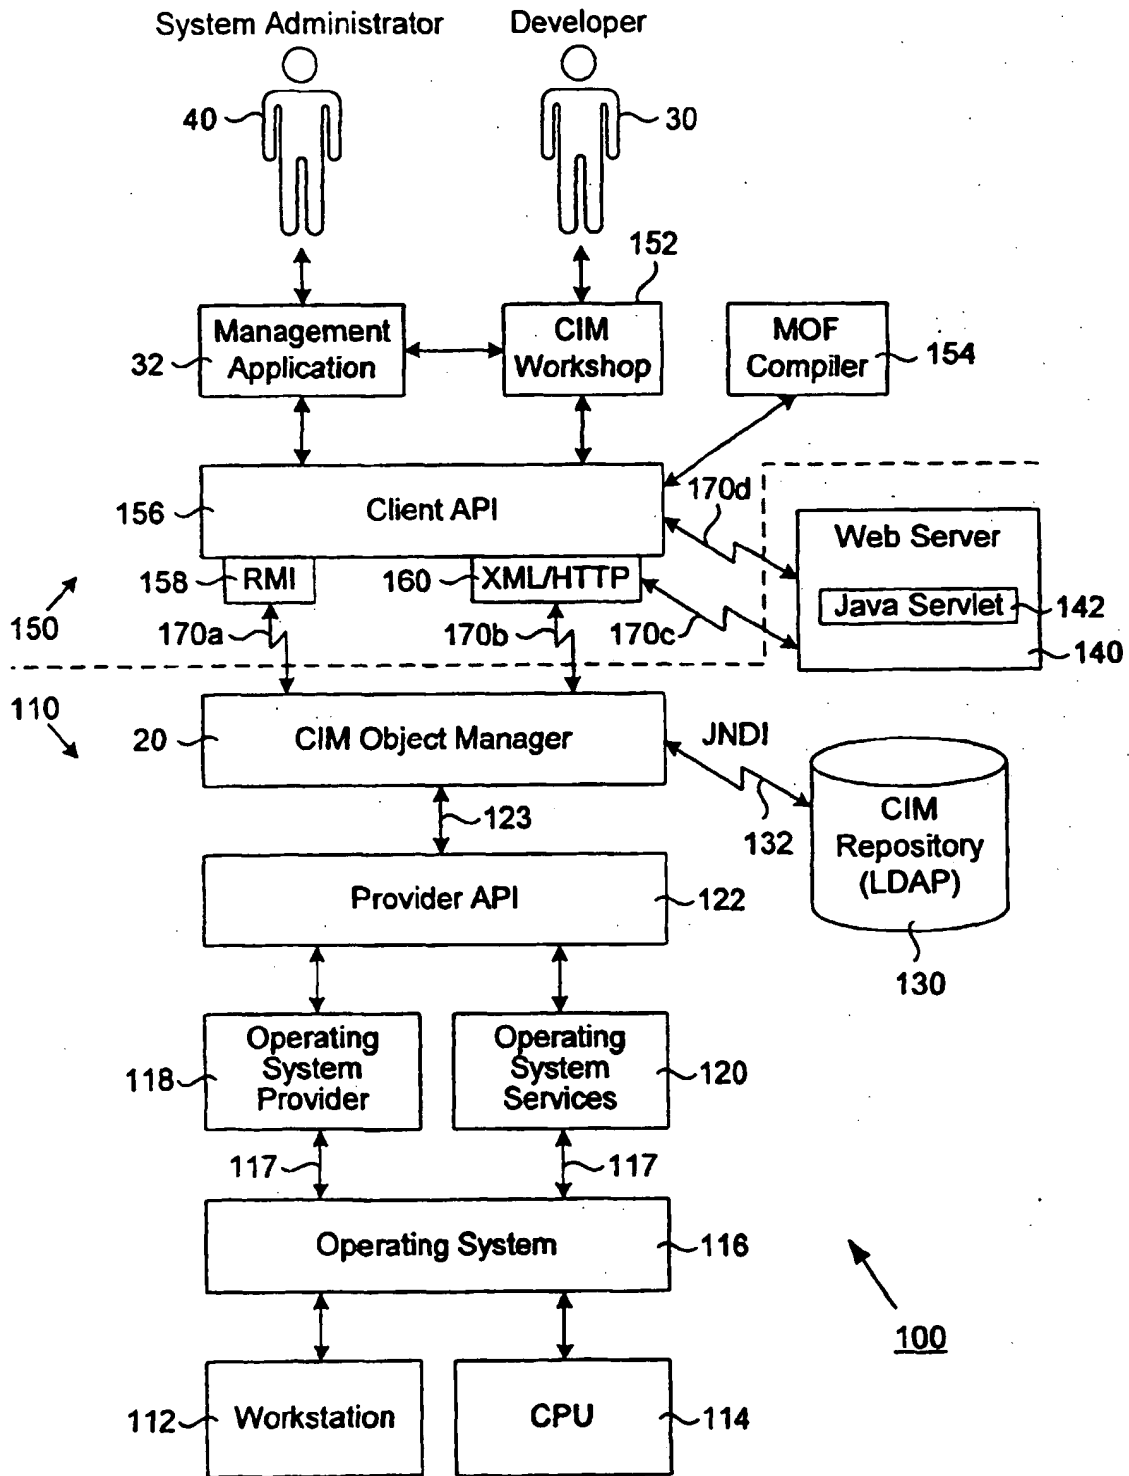 System Administrator
Developer
40
30
152
Management
Application
32
CIM
Workshop
MOF
Compiler
154
156
Client API
170d
Web Server
Java Servlet
142
140
158
RMI
160
XML/HTTP
150
170a
170b
170c
110
20
CIM Object Manager
JNDI
132
CIM
Repository
(LDAP)
130
123
Provider API
122
118
Operating
System
Provider
Operating
System
Services
120
117
117
Operating System
116
100
112
Workstation
CPU
114